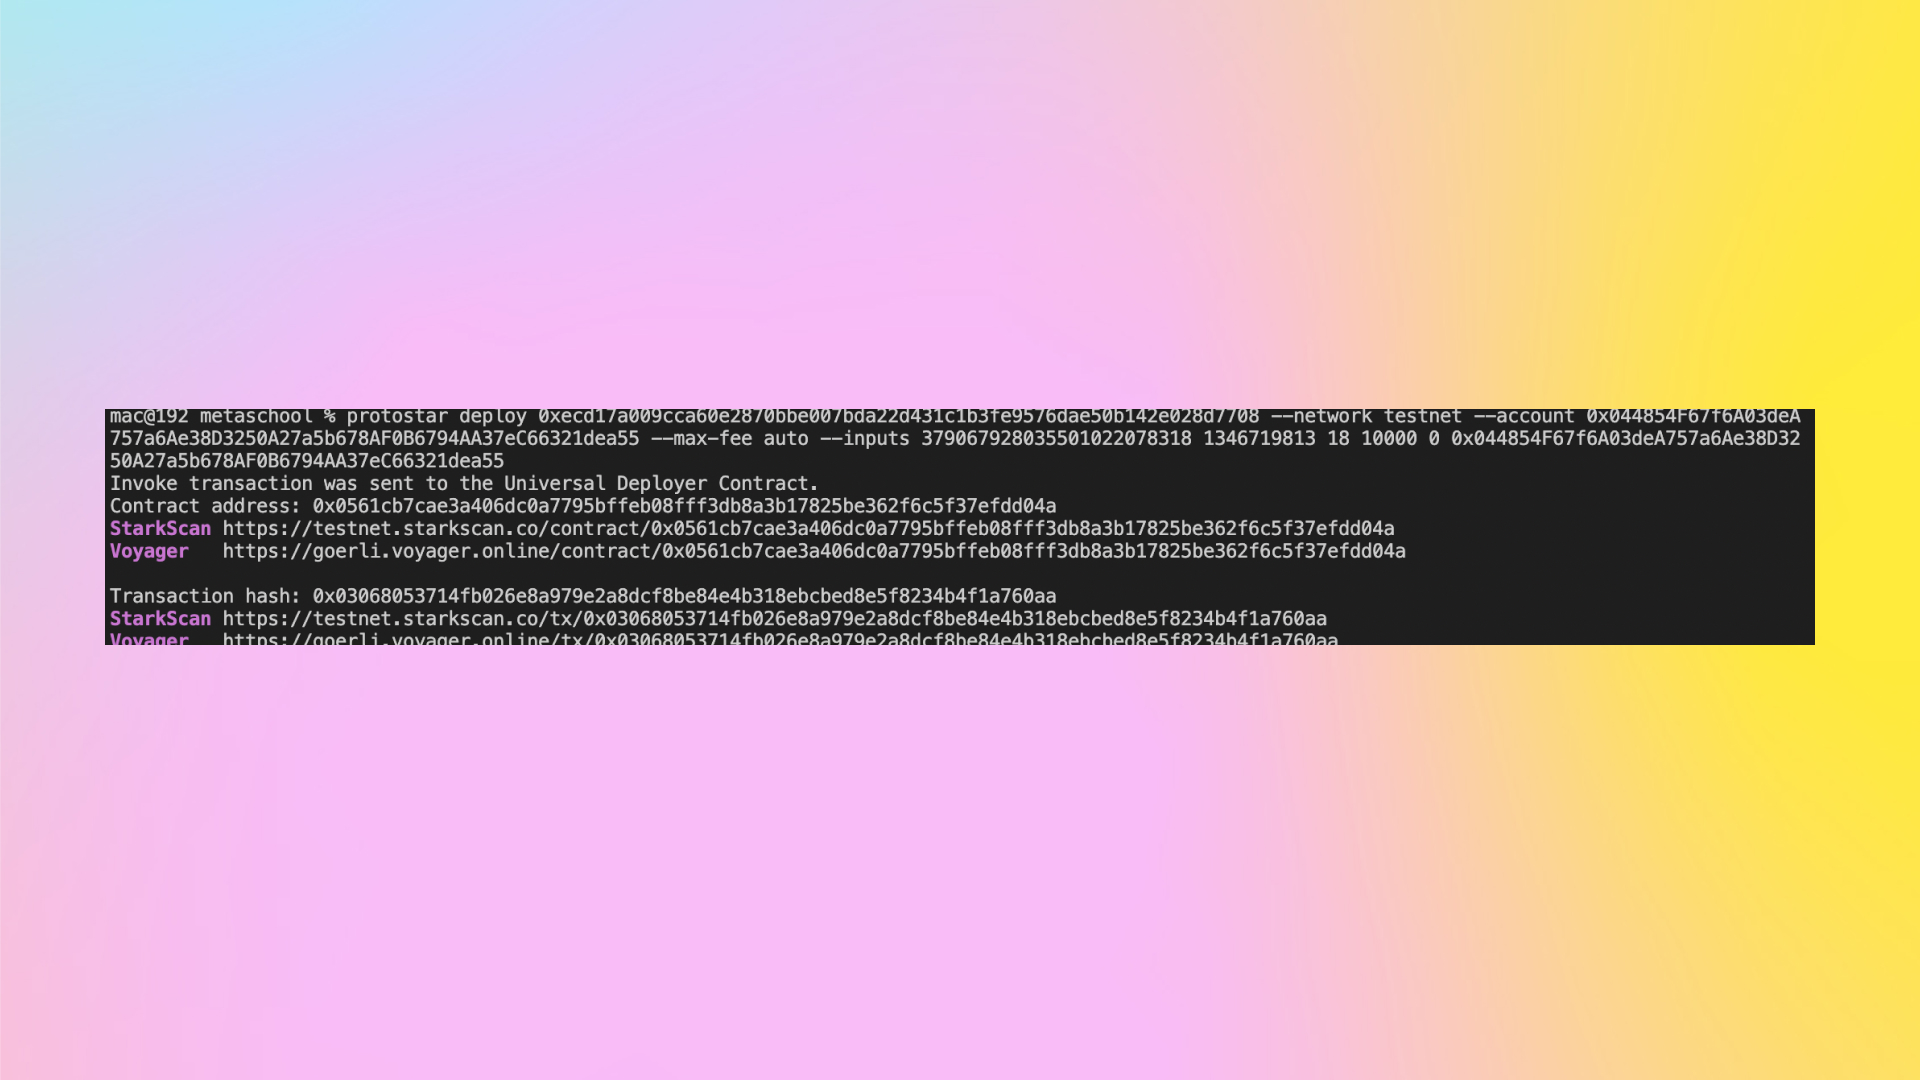 mac@192 metaschool % protostar deploy 0xecd17a009cca60e2870bbe007bda22d431c1b3fe9576dae50b142e028d7708 --network testnet --account 0x044854F67f6A03deA
757a6Ae38D3250A27a5b678AF0B6794AA37eC66321dea55 --max-fee auto --inputs 379067928035501022078318 1346719813 18 10000 0 0x044854F67f6A03deA757a6Ae38D32
50A27a5b678AF0B6794AA37eC66321dea55
Invoke transaction was sent to the Universal Deployer Contract.
Contract address: 0x0561cb7cae3a406dc0a7795bffeb08fff3db8a3b17825be362f6c5f37efdd04a
StarkScan https://testnet.starkscan.co/contract/0x0561cb7cae3a406dc0a7795bffeb08fff3db8a3b17825be362f6c5f37efdd04a
Voyager https://goerli.voyager.online/contract/0x0561cb7cae3a406dc0a7795bffeb08fff3db8a3b17825be362f6c5f37efdd04a
Transaction hash: 0x03068053714fb026e8a979e2a8dcf8be84e4b318ebcbed8e5f8234b4f1a760aa
StarkScan https://testnet.starkscan.co/tx/0x03068053714fb026e8a979e2a8dcf8be84e4b318ebcbed8e5f8234b4f1a760aa
Voyager https://goerli.voyager.online/tx/0x03068053714fb026e8a979e2a8dcf8be84e4b318ebcbed8e5f8234b4f1a760aa